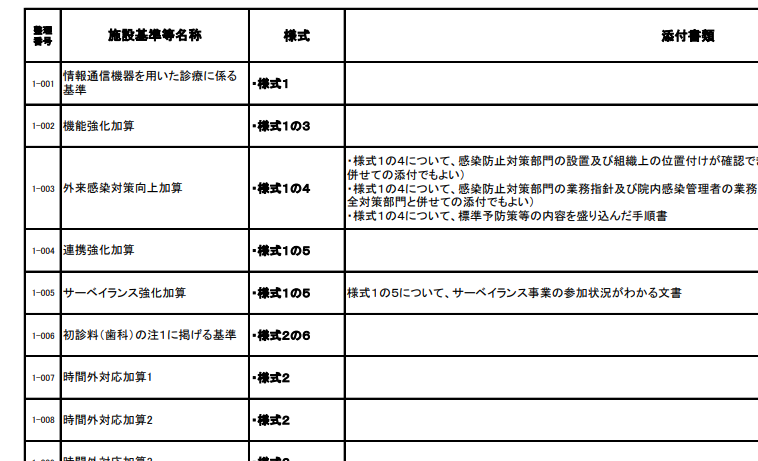 整理
番号
施設基準等名称
様式
添付書類
1-001
情報通信機器を用いた診療に係る
基準
・様式1
1-002
機能強化加算
・様式1の3
1-003
外来感染対策向上加算
・様式1の4
・様式1の4について、感染防止対策部門の設置及び組織上の位置付けが確認で
併せての添付でもよい）
・様式1の4について、感染防止対策部門の業務指針及び院内感染管理者の業務
全対策部門と併せての添付でもよい）
・様式1の4について、標準予防策等の内容を盛り込んだ手順書
1-004
連携強化加算
・様式1の5
1-005
サーベイランス強化加算
・様式1の5
様式1の5について、サーベイランス事業の参加状況がわかる文書
1-006
初診料（歯科）の注1に掲げる基準
・様式2の6
1-007
時間外対応加算1
・様式2
1-008
時間外対応加算2
・様式2